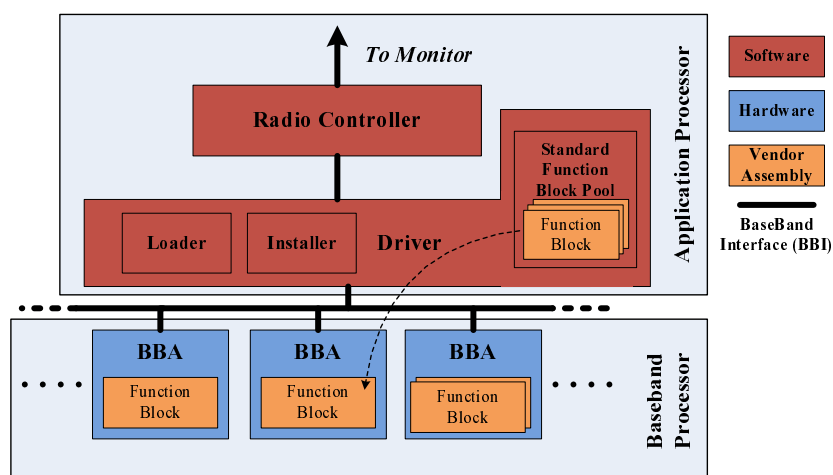 To Monitor
Radio Controller
Standard
Function
Block Pool
Function
Block
Loader
Installer
Driver
Application Processor
Software
Hardware
Vendor
Assembly
BaseBand
Interface (BBI)
BBA
Function
Block
BBA
Function
Block
BBA
Function
Block
Baseband
Processor